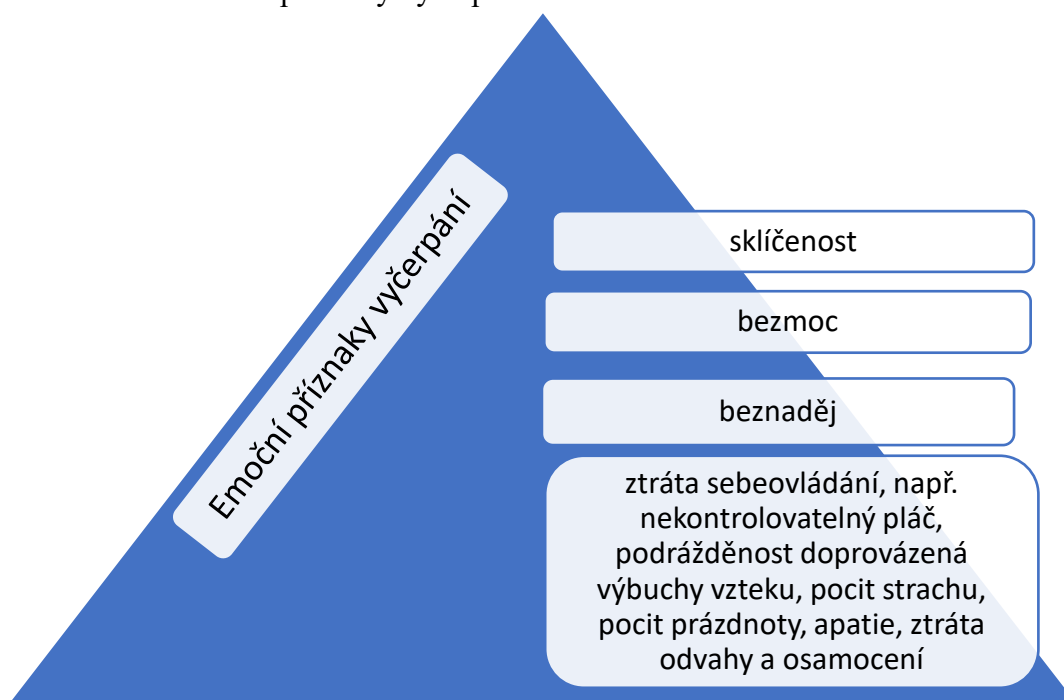 Emoční příznaky vyčerpání
sklíčenost
bezmoc
beznaděj
ztráta sebeovládání, např.
nekontrolovatelný pláč,
podrážděnost doprovázená
výbuchy vzteku, pocit strachu,
pocit prázdnoty, apatie, ztráta
odvahy a osamocení